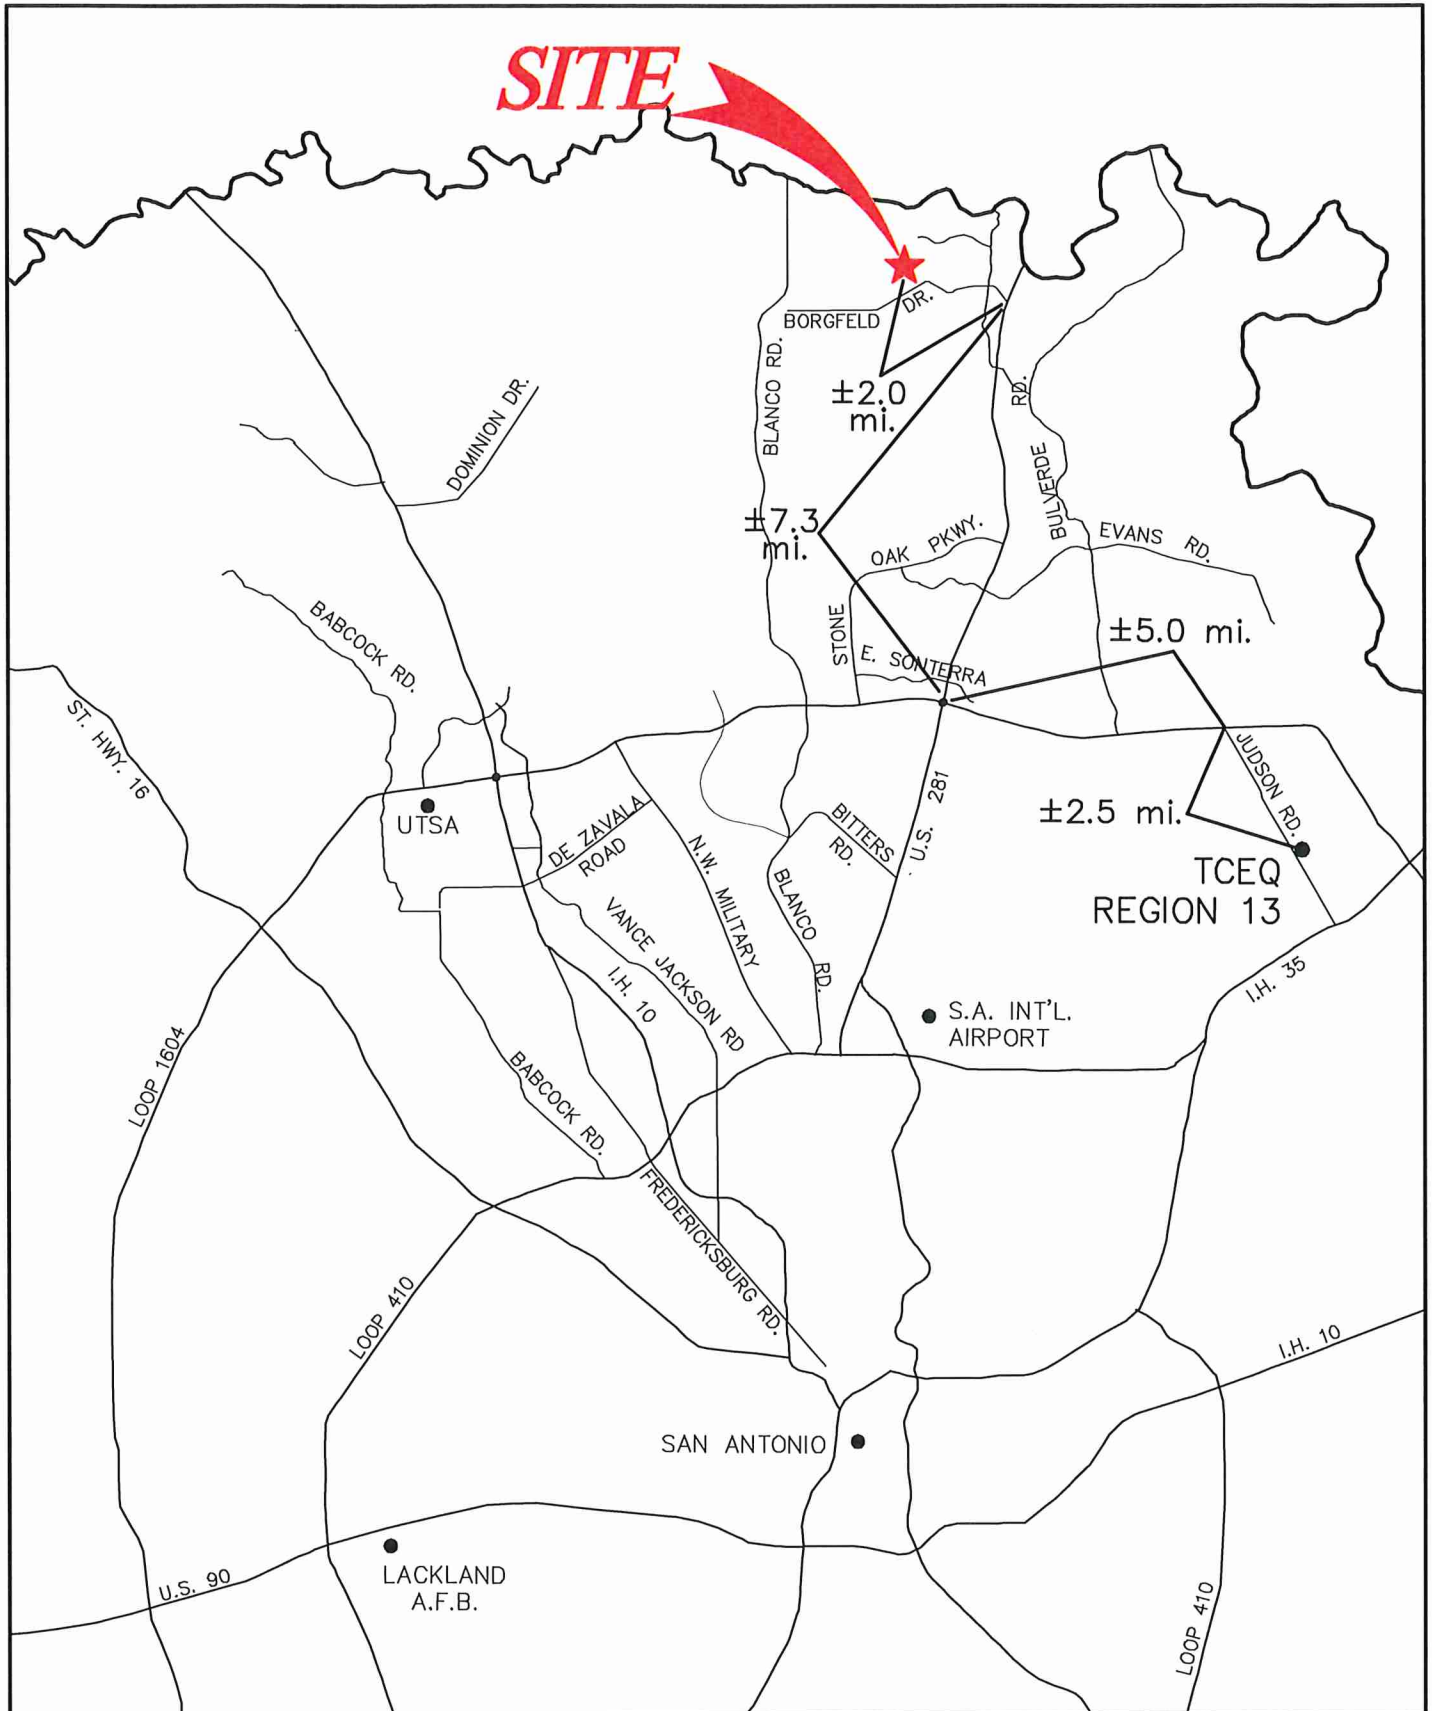 SITE
BORGFELD DR.
BLANCO RD.
±2.0
mi.
RD.
BULVERDE
DOMINION DR.
±7.3
mi.
OAK PKWY.
EVANS RD.
STONE
E. SONTERRA
±5.0 mi.
BABCOCK RD.
ST. HWY. 16
UTSA
DE ZAVALA
ROAD
N.W. MILITARY
BITTERS
RD.
U.S. 281
JUDSON RD.
±2.5 mi.
TCEQ
REGION 13
BLANCO RD.
VANCE JACKSON RD
I.H. 10
I.H. 35
S.A. INT'L.
AIRPORT
LOOP 1604
BABCOCK RD.
FREDERICKSBURG RD.
LOOP 410
I.H. 10
SAN ANTONIO
LACKLAND
A.F.B.
U.S. 90
LOOP 410